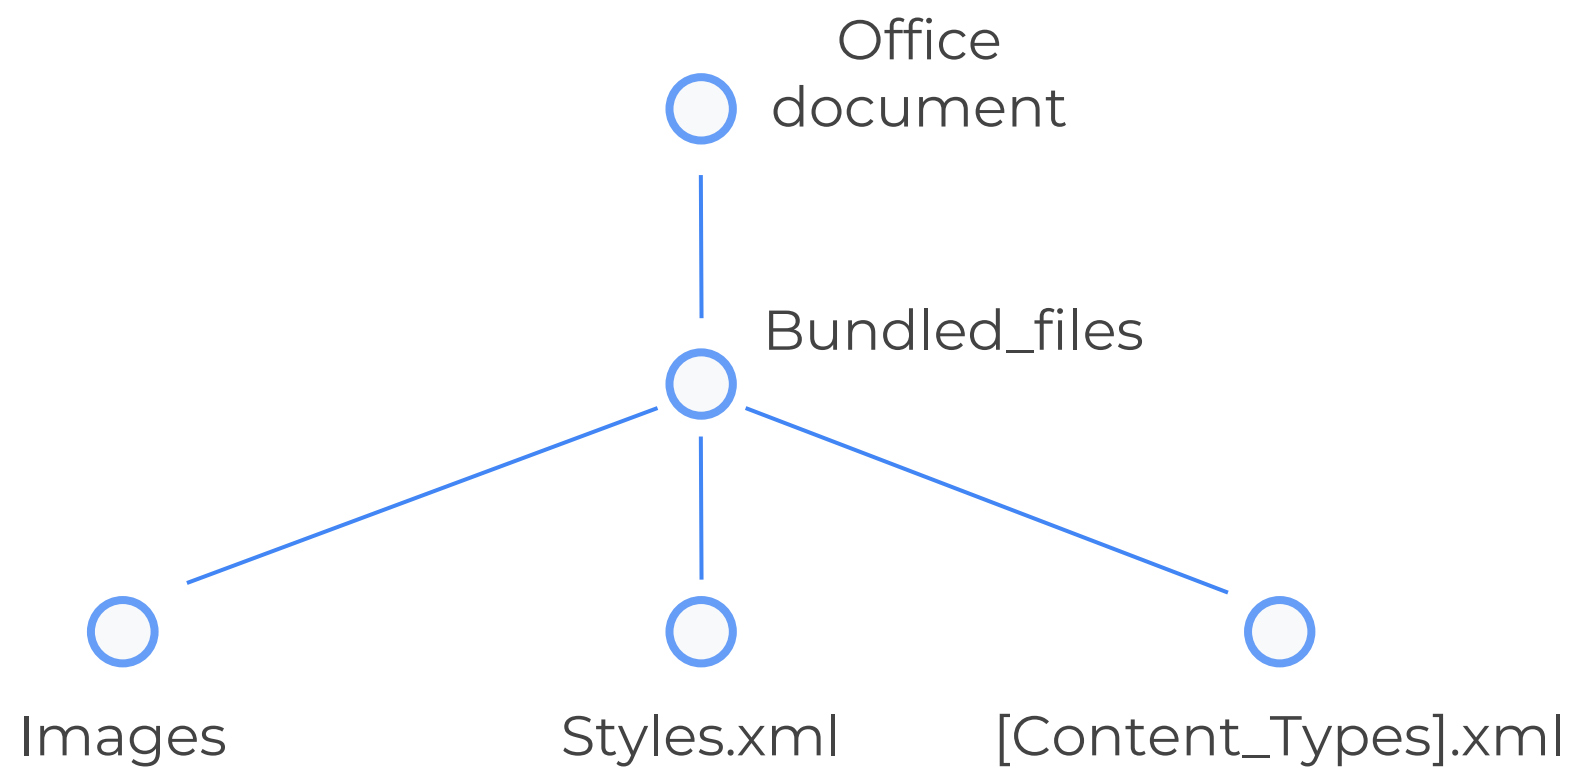 Office
document
Bundled_files
Images
Styles.xml
[Content_Types].xml